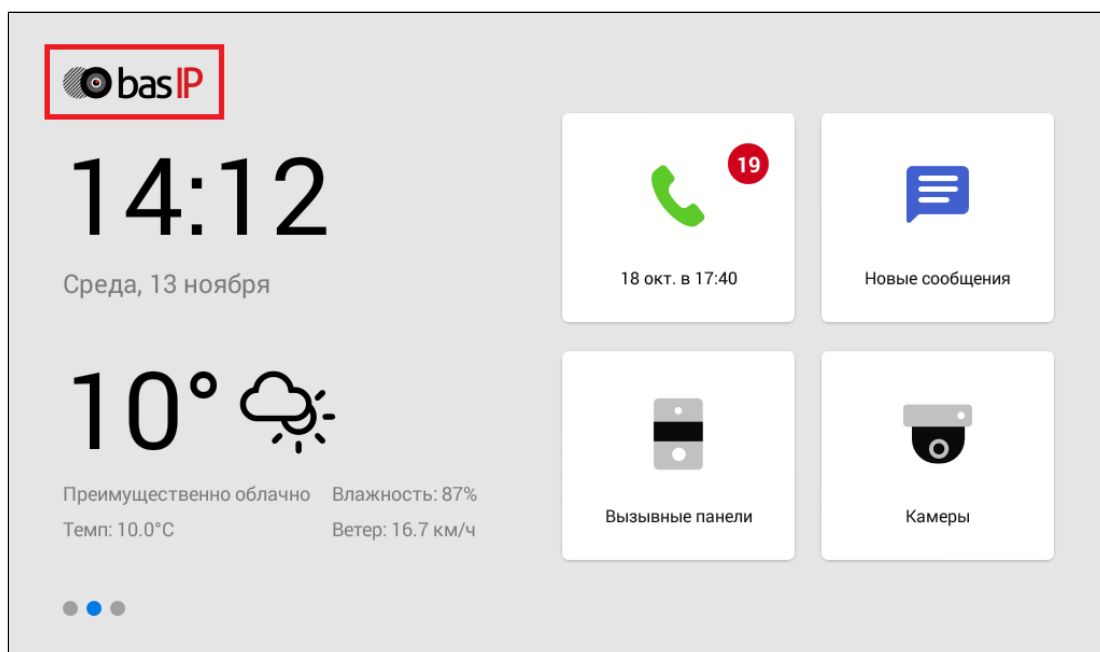 bas IP
14:12
Среда, 13 ноября
10°
Преимущественно облачно Влажность: 87%
Темп: 10.0°C Ветер: 16.7 км/ч
19
18 окт. в 17:40
Новые сообщения
Вызывные панели
Камеры